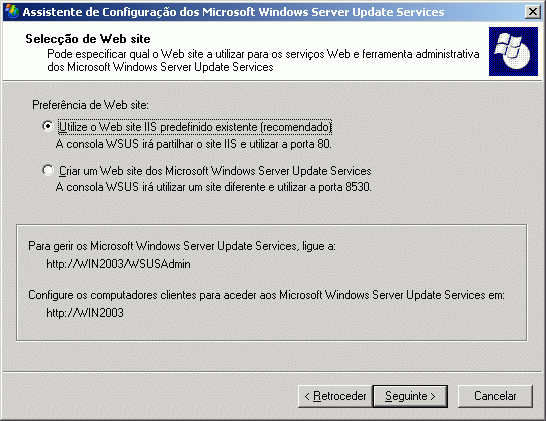 Assistente de Configuração dos Microsoft Windows Server Update Services
Selecção de Web site
Pode especificar qual o Web site a utilizar para os serviços Web e ferramenta administrativa
dos Microsoft Windows Server Update Services
Preferência de Web site:
Utilize o Web site IIS predefinido existente (recomendado)
A consola WSUS irá partilhar o site IIS e utilizar a porta 80.
Criar um Web site dos Microsoft Windows Server Update Services
A consola WSUS irá utilizar um site diferente e utilizar a porta 8530.
Para gerir os Microsoft Windows Server Update Services, ligue a:
http://WIN2003/WSUSAdmin
Configure os computadores clientes para aceder aos Microsoft Windows Server Update Services em:
http://WIN2003
< Retroceder
Seguinte >
Cancelar